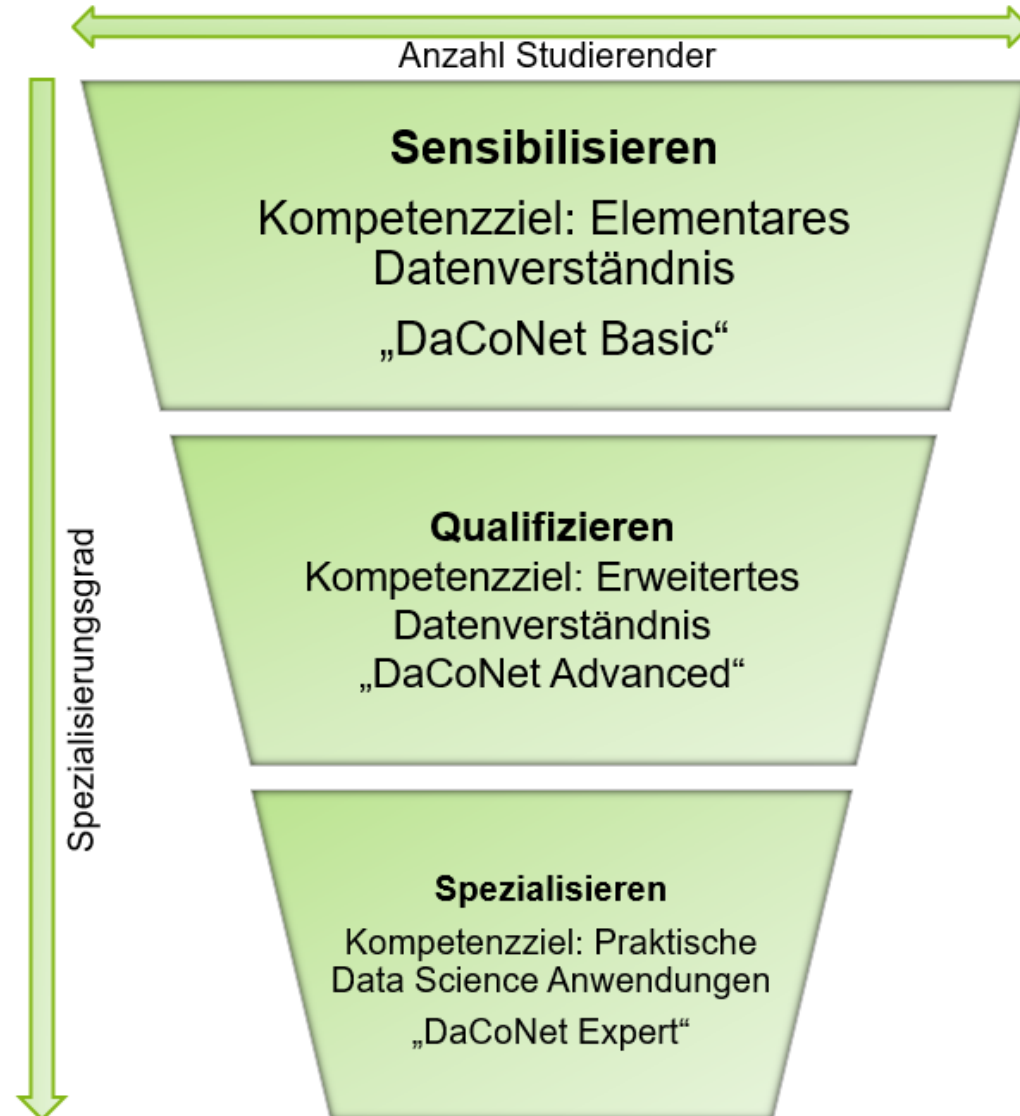 Anzahl Studierender
Sensibilisieren
Kompetenzziel: Elementares
Datenverständnis
„DaCoNet Basic“
Spezialisierungsgrad
Qualifizieren
Kompetenzziel: Erweitertes
Datenverständnis
„DaCoNet Advanced“
Spezialisieren
Kompetenzziel: Praktische
Data Science Anwendungen
„DaCoNet Expert“